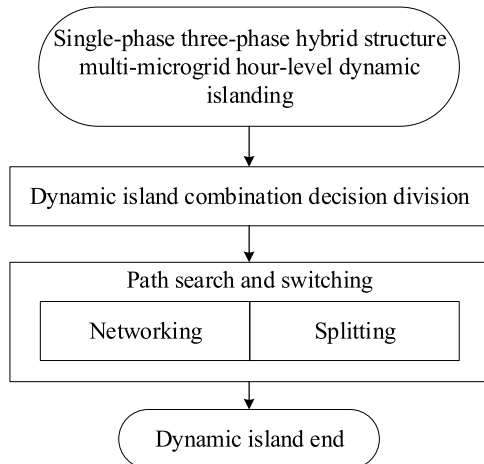 Single-phase three-phase hybrid structure
multi-microgrid hour-level dynamic
islanding
Dynamic island combination decision division
Path search and switching
Networking
Splitting
Dynamic island end